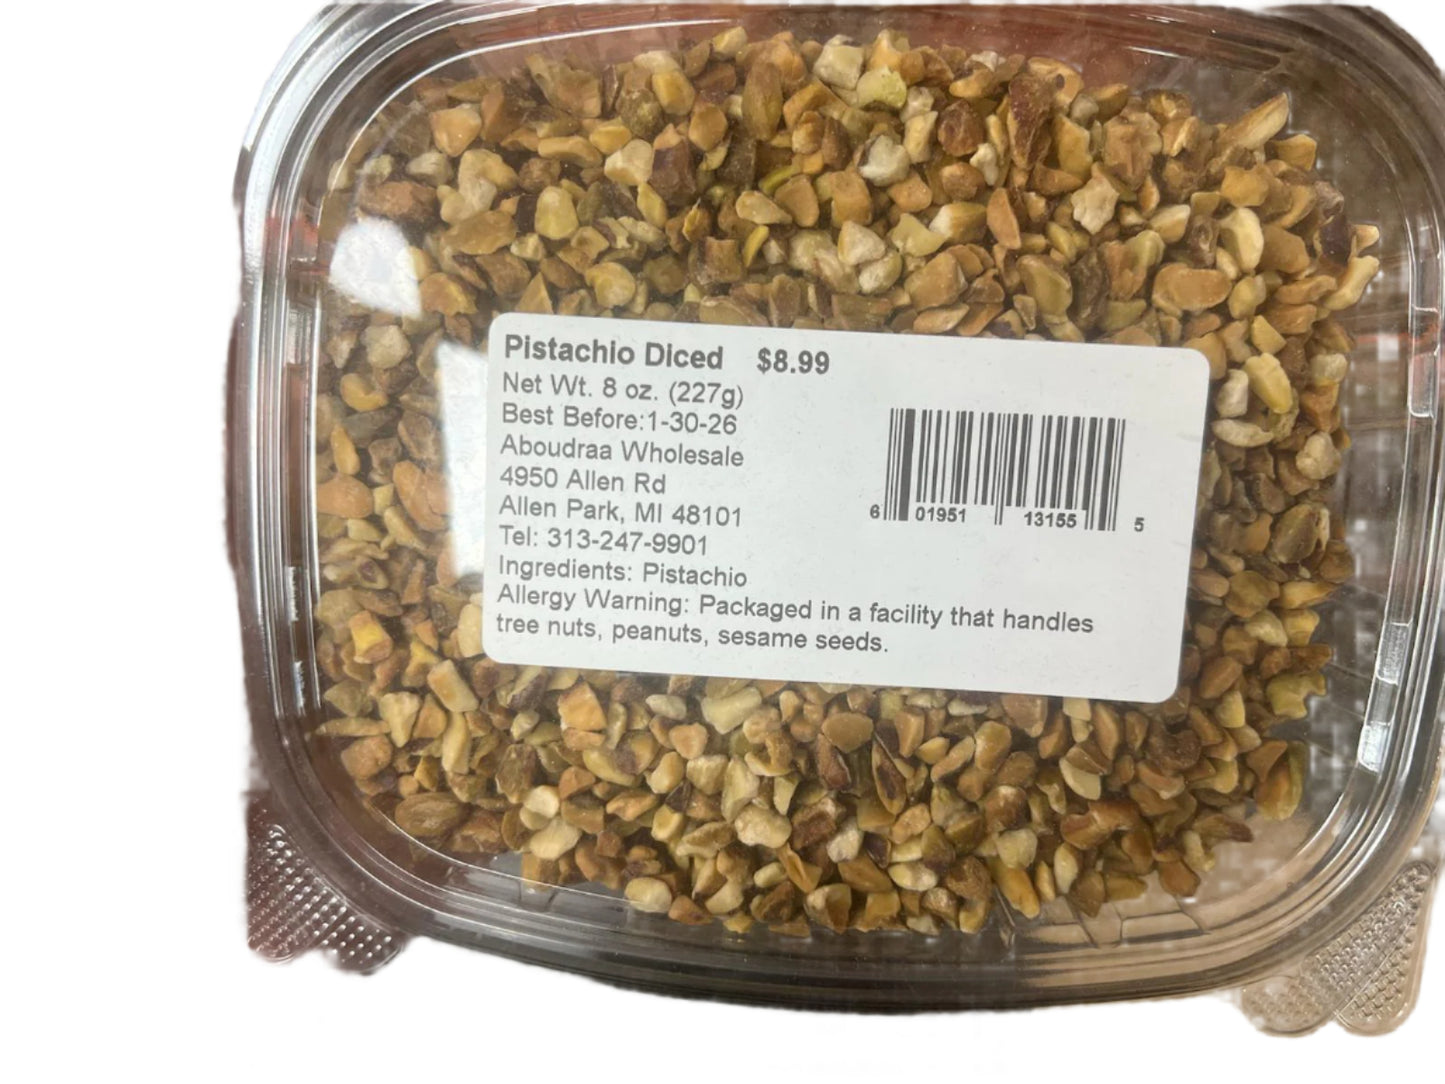 Pistachio Diced $8.99
Net Wt. 8 oz. (227g)
Best Before:1-30-26
Aboudraa Wholesale
4950 Allen Rd
Allen Park, MI 48101
Tel: 313-247-9901
Ingredients: Pistachio
Allergy Warning: Packaged in a facility that handles
tree nuts, peanuts, sesame seeds.
6 01951 13155 5